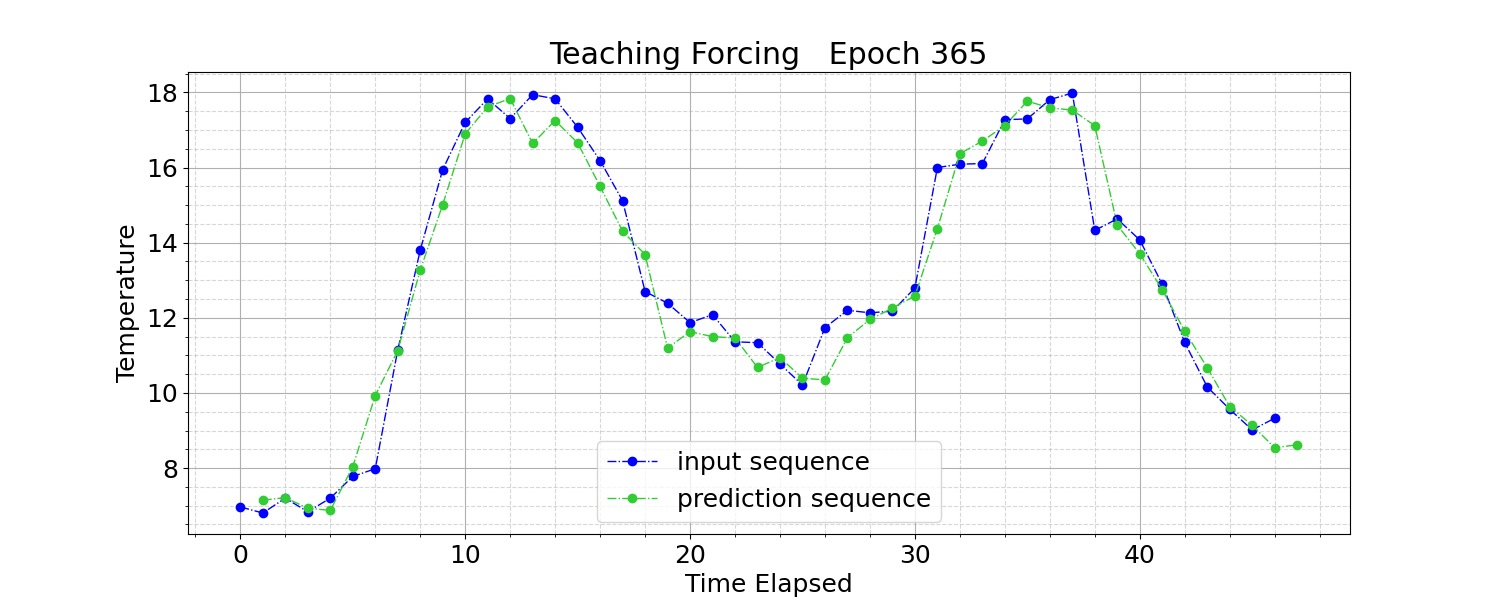 Teaching Forcing   Epoch 365
18
16
14
12
10
8
Temperature
input sequence
prediction sequence
0 10 20 30 40
Time Elapsed